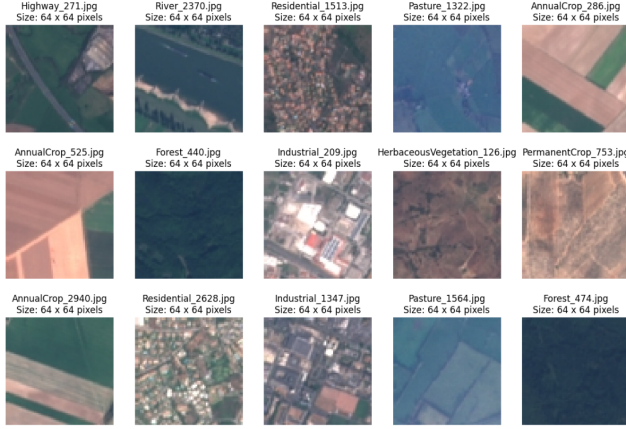 Highway_271.jpg
Size: 64 x 64 pixels
River_2370.jpg
Size: 64 x 64 pixels
Residential_1513.jpg
Size: 64 x 64 pixels
Pasture_1322.jpg
Size: 64 x 64 pixels
AnnualCrop_286.jpg
Size: 64 x 64 pixels
AnnualCrop_525.jpg
Size: 64 x 64 pixels
Forest_440.jpg
Size: 64 x 64 pixels
Industrial_209.jpg
Size: 64 x 64 pixels
HerbaceousVegetation_126.jpg
Size: 64 x 64 pixels
PermanentCrop_753.jpg
Size: 64 x 64 pixels
AnnualCrop_2940.jpg
Size: 64 x 64 pixels
Residential_2628.jpg
Size: 64 x 64 pixels
Industrial_1347.jpg
Size: 64 x 64 pixels
Pasture_1564.jpg
Size: 64 x 64 pixels
Forest_474.jpg
Size: 64 x 64 pixels